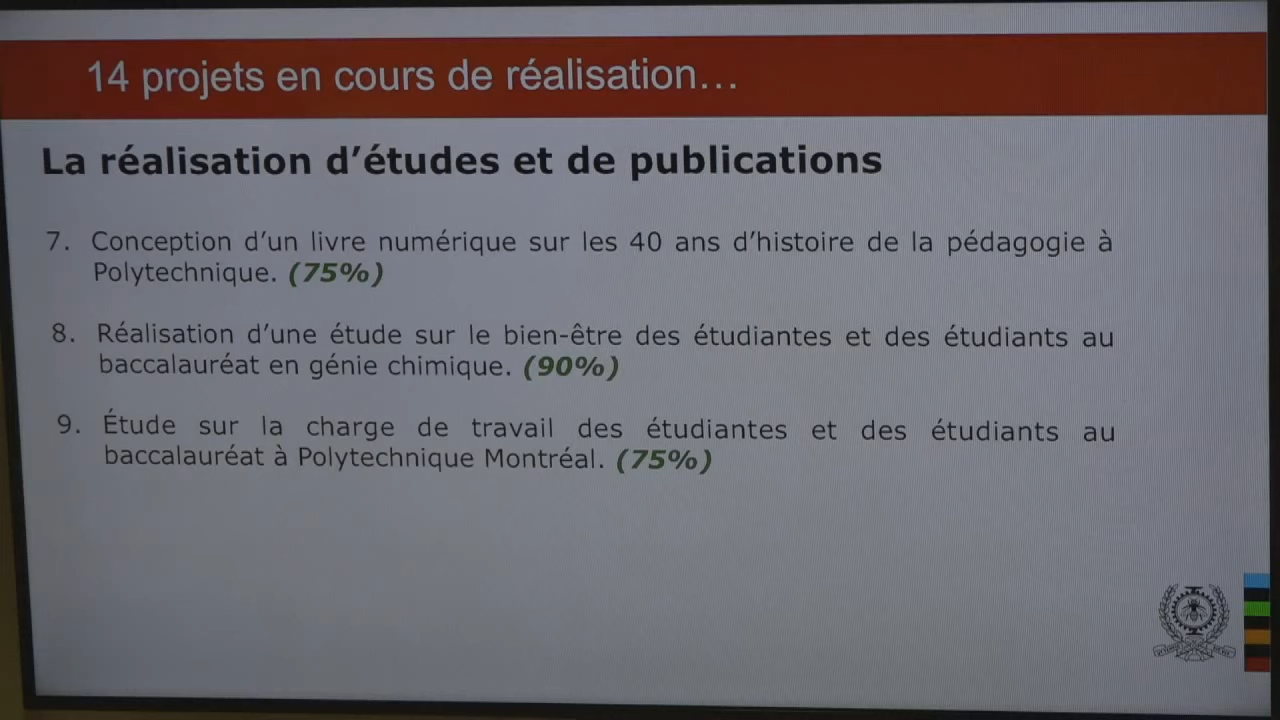 14 projets en cours de réalisation…
La réalisation d'études et de publications
7. Conception d'un livre numérique sur les 40 ans d'histoire de la pédagogie à
Polytechnique. (75%)
8. Réalisation d'une étude sur le bien-être des étudiantes et des étudiants au
baccalauréat en génie chimique. (90%)
9. Étude sur la charge de travail des étudiantes et des étudiants au
baccalauréat à Polytechnique Montréal. (75%)